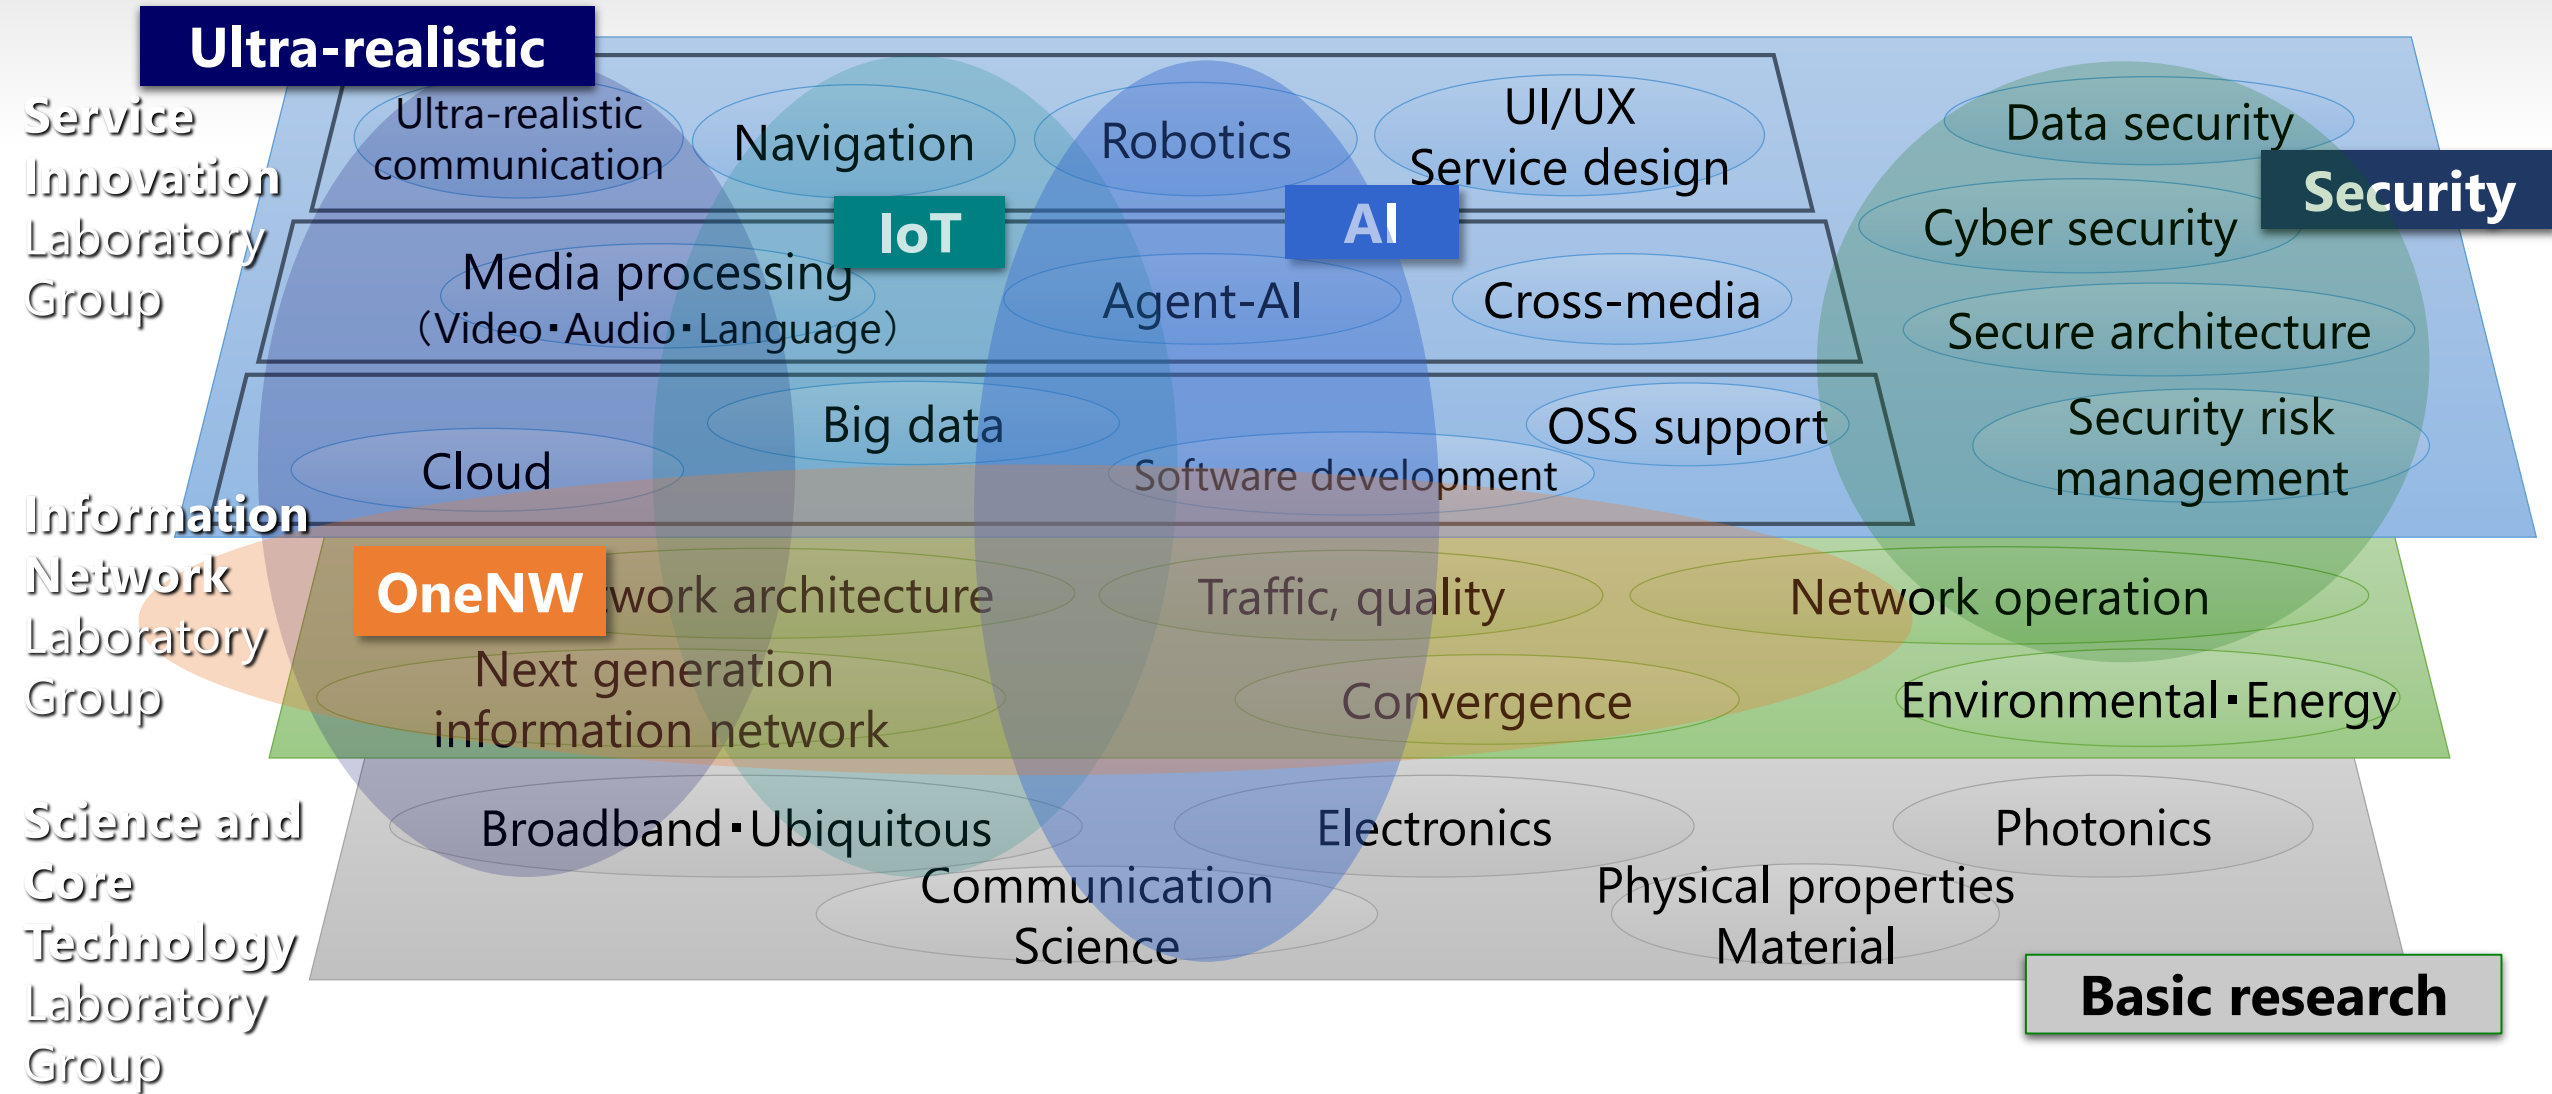 Ultra-realistic
Service
Innovation
Laboratory
Group
Ultra-realistic
communication
Navigation
Robotics
UI/UX
Service design
Data security
Security
IoT
AI
Cyber security
Media processing
（Video・Audio・Language）
Agent-AI
Cross-media
Secure architecture
Big data
OSS support
Cloud
Software development
Security risk
management
Information
Network
Laboratory
Group
OneNW
work architecture
Traffic, quality
Network operation
Next generation
information network
Convergence
Environmental・Energy
Science and
Core
Technology
Laboratory
Group
Broadband・Ubiquitous
Electronics
Photonics
Communication
Science
Physical properties
Material
Basic research